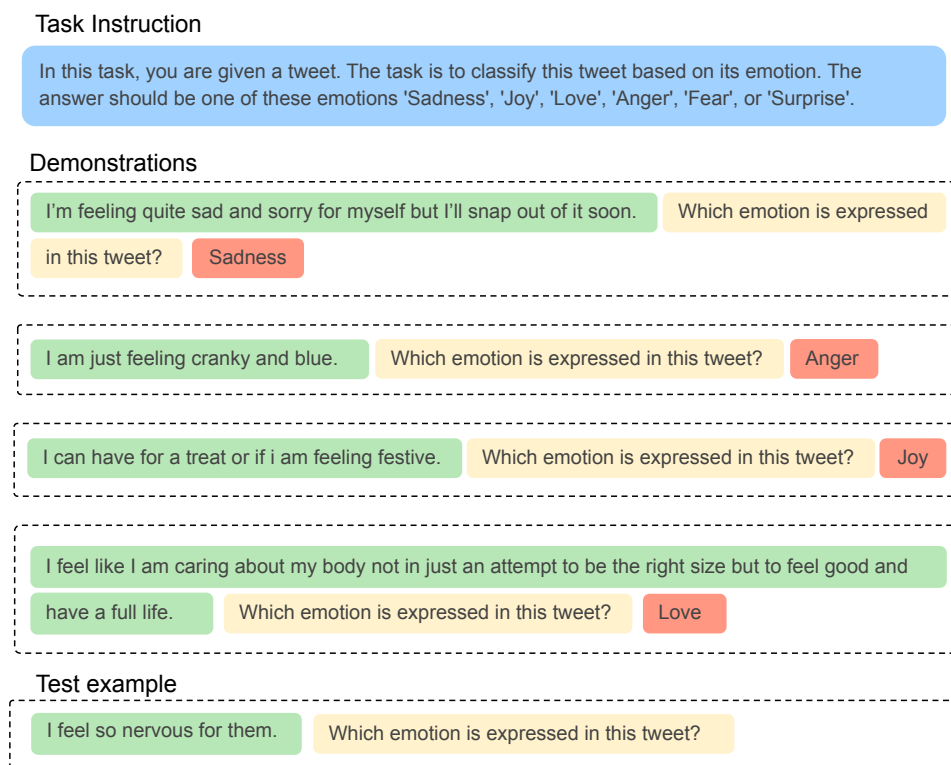 Task Instruction
In this task, you are given a tweet. The task is to classify this tweet based on its emotion. The
answer should be one of these emotions 'Sadness', 'Joy', 'Love', 'Anger', 'Fear', or 'Surprise'.
Demonstrations
I’m feeling quite sad and sorry for myself but I’ll snap out of it soon. Which emotion is expressed
in this tweet? Sadness
I am just feeling cranky and blue. Which emotion is expressed in this tweet? Anger
I can have for a treat or if i am feeling festive. Which emotion is expressed in this tweet? Joy
I feel like I am caring about my body not in just an attempt to be the right size but to feel good and
have a full life. Which emotion is expressed in this tweet? Love
Test example
I feel so nervous for them. Which emotion is expressed in this tweet?